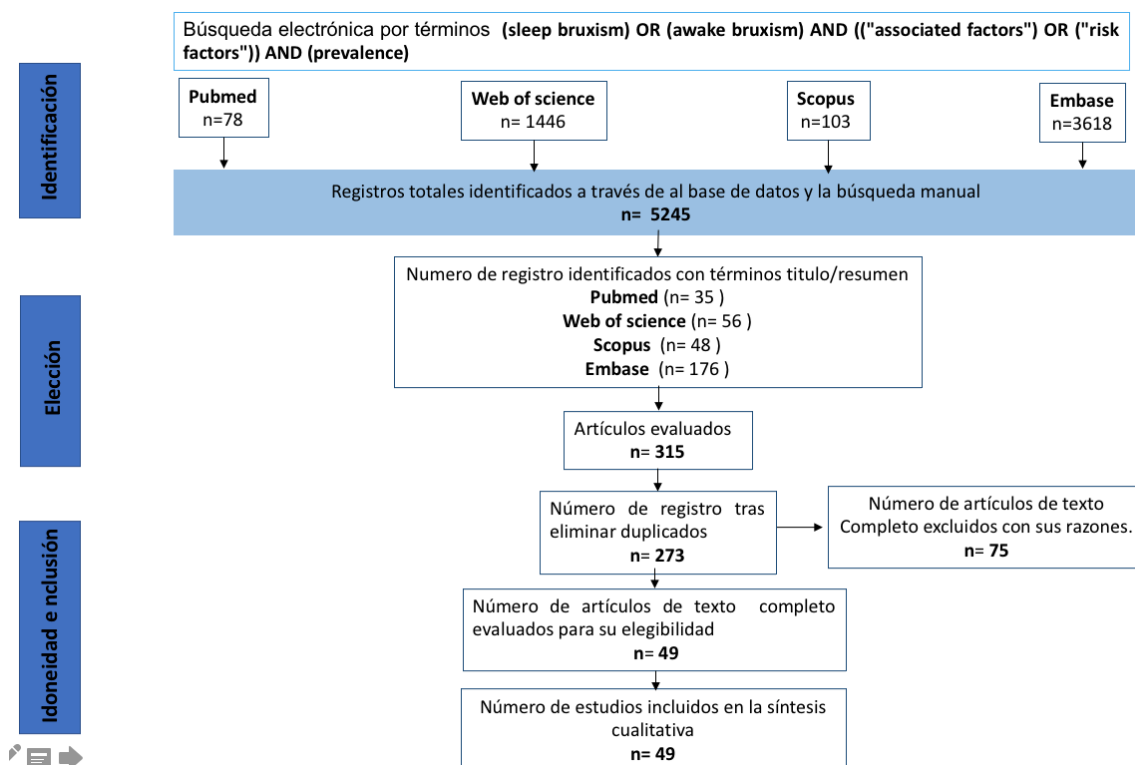 Búsqueda electrónica por términos (sleep bruxism) OR (awake bruxism) AND (("associated factors") OR ("risk
factors")) AND (prevalence)
Identificación
Pubmed
n=78
Web of science
n= 1446
Scopus
n=103
Embase
n=3618
Registros totales identificados a través de al base de datos y la búsqueda manual
n= 5245
Elección
Numero de registro identificados con términos titulo/resumen
Pubmed (n= 35 )
Web of science (n= 56 )
Scopus (n= 48 )
Embase (n= 176 )
Artículos evaluados
n= 315
Idoneidad e nclusión
Número de registro tras
eliminar duplicados
n= 273
Número de artículos de texto
Completo excluidos con sus razones.
n= 75
Número de artículos de texto completo
evaluados para su elegibilidad
n= 49
Número de estudios incluidos en la síntesis
cualitativa
n= 49